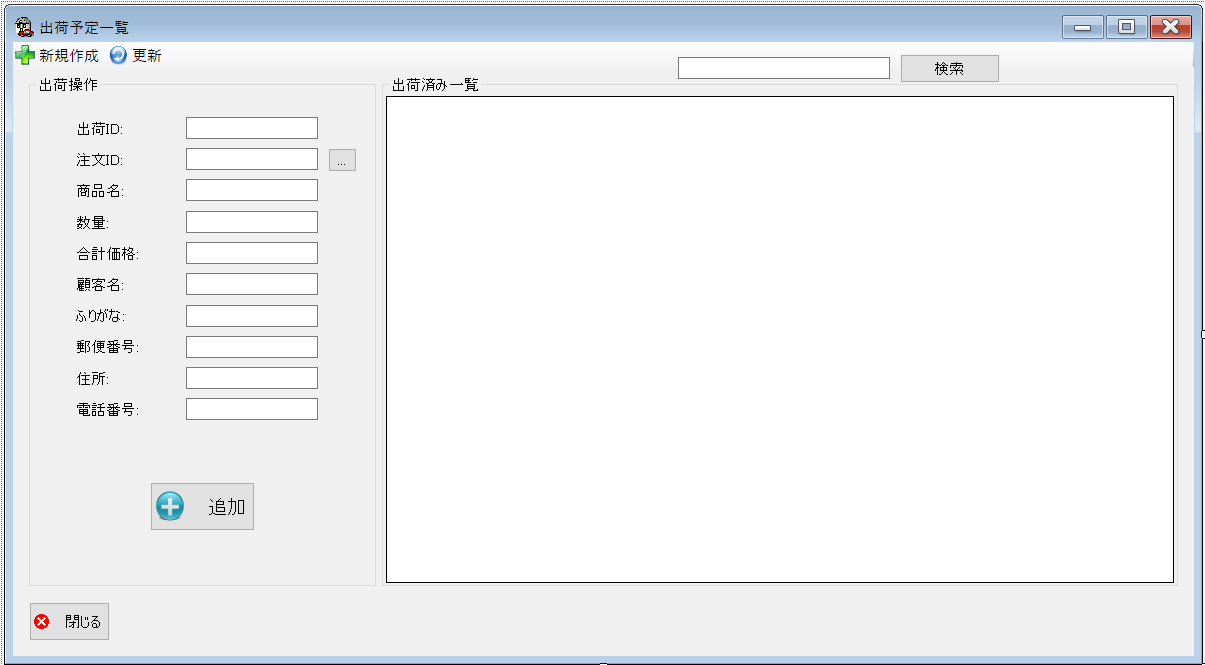 出荷予定一覧
新規作成 更新
検索
出荷操作
出荷済み一覧
出荷ID:
注文ID:
...
商品名:
数量:
合計価格:
顧客名:
ふりがな:
郵便番号:
住所:
電話番号:
追加
閉じる